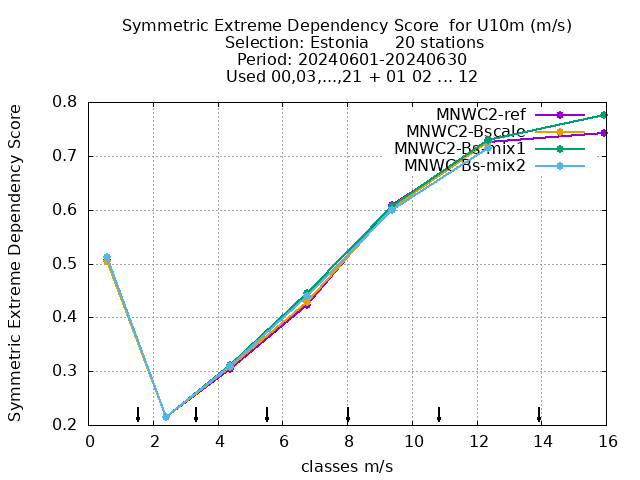 Symmetric Extreme Dependency Score  for U10m (m/s)
Selection: Estonia     20 stations
Period: 20240601-20240630
Used 00,03,...,21 + 01 02 ... 12
Symmetric Extreme Dependency Score
0.8
0.7
0.6
0.5
0.4
0.3
0.2
MNWC2-ref
MNWC2-Bscale
MNWC2-Bs-mix1
MNWC-Bs-mix2
0 2 4 6 8 10 12 14 16
classes m/s